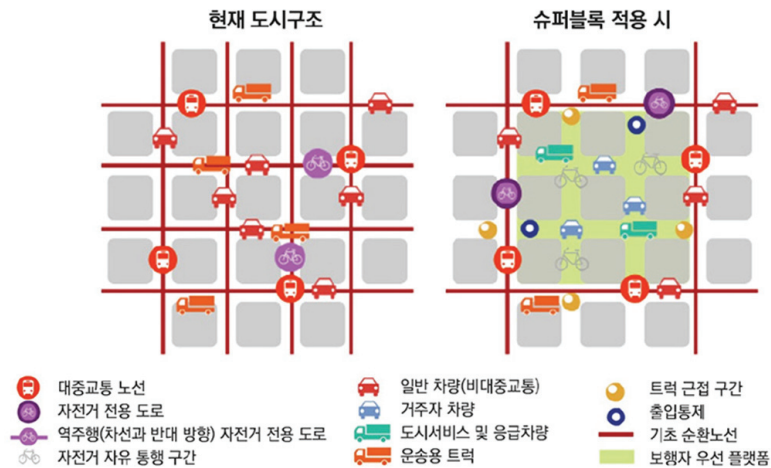 현재 도시구조
슈퍼블록 적용 시
대중교통 노선
자전거 전용 도로
역주행(차선과 반대 방향) 자전거 전용 도로
자전거 자유 통행 구간
일반 차량(비대중교통)
거주자 차량
도시서비스 및 응급차량
운송용 트럭
트럭 근접 구간
출입통제
기초 순환노선
보행자 우선 플랫폼